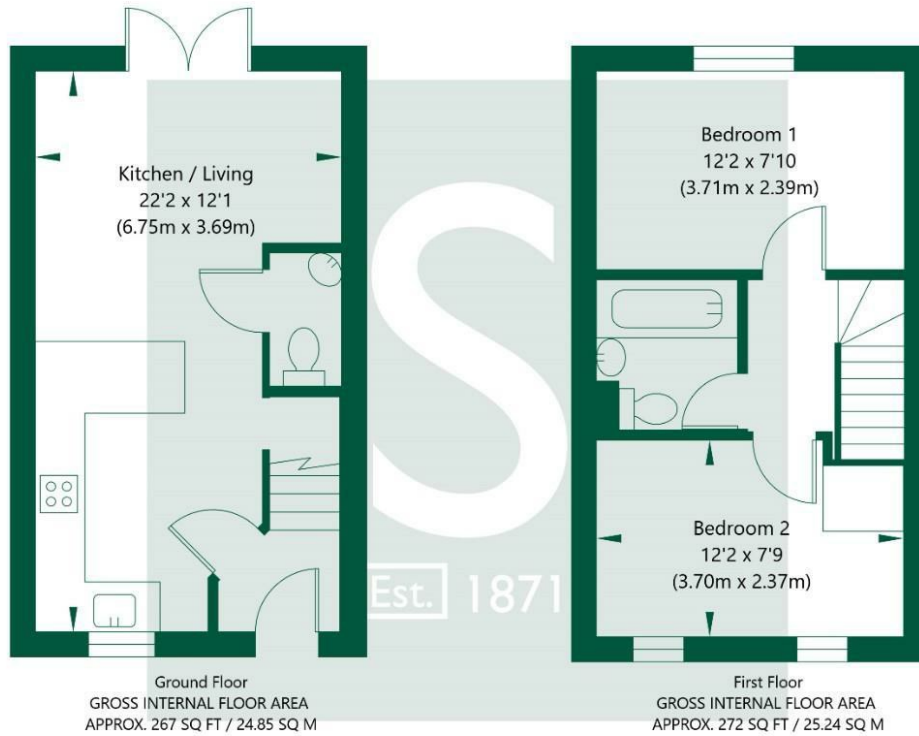 Kitchen / Living
22'2 x 12'1
(6.75m x 3.69m)
Bedroom 1
12'2 x 7'10
(3.71m x 2.39m)
Bedroom 2
12'2 x 7'9
(3.70m x 2.37m)
S
Est. 1871
Ground Floor
GROSS INTERNAL FLOOR AREA
APPROX. 267 SQ FT / 24.85 SQ M
First Floor
GROSS INTERNAL FLOOR AREA
APPROX. 272 SQ FT / 25.24 SQ M